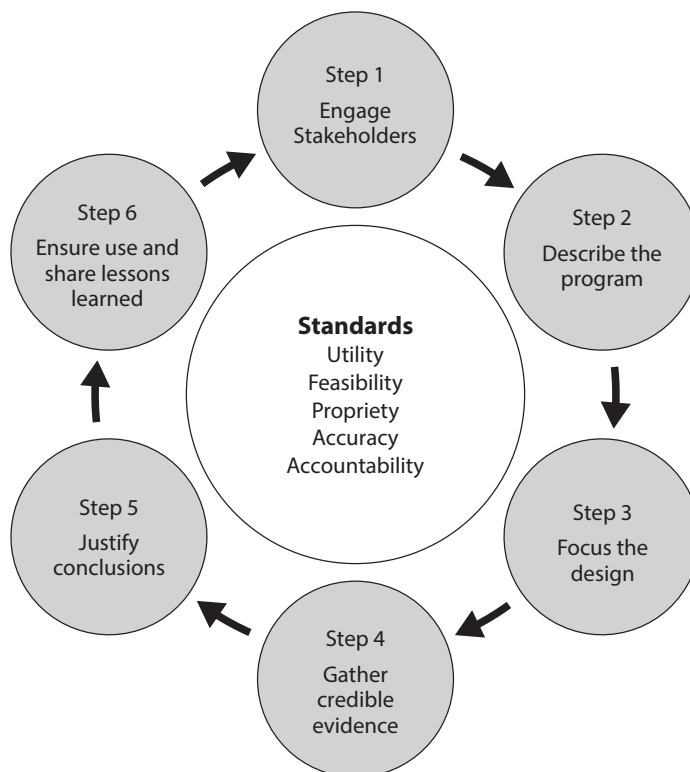 Step 1
Engage
Stakeholders
Step 2
Describe the
program
Step 3
Focus the
design
Step 4
Gather
credible
evidence
Step 5
Justify
conclusions
Step 6
Ensure use and
share lessons
learned
Standards
Utility
Feasibility
Propriety
Accuracy
Accountability